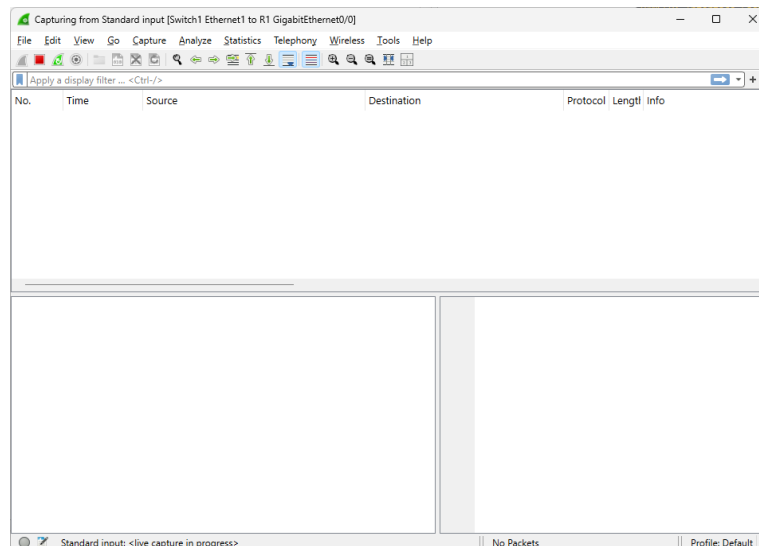 Capturing from Standard input [Switch1 Ethernet1 to R1 GigabitEthernet0/0]
File Edit View Go Capture Analyze Statistics Telephony Wireless Tools Help
Apply a display filter ... <Ctrl-/>
No. Time Source Destination Protocol Lengtl Info
Standard input: <live capture in progress> No Packets Profile: Default